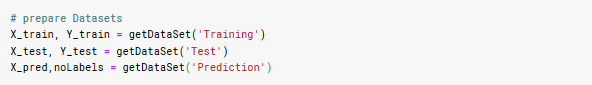 # prepare Datasets
X_train, Y_train = getDataSet('Training')
X_test, Y_test = getDataSet('Test')
X_pred,noLabels = getDataSet('Prediction')